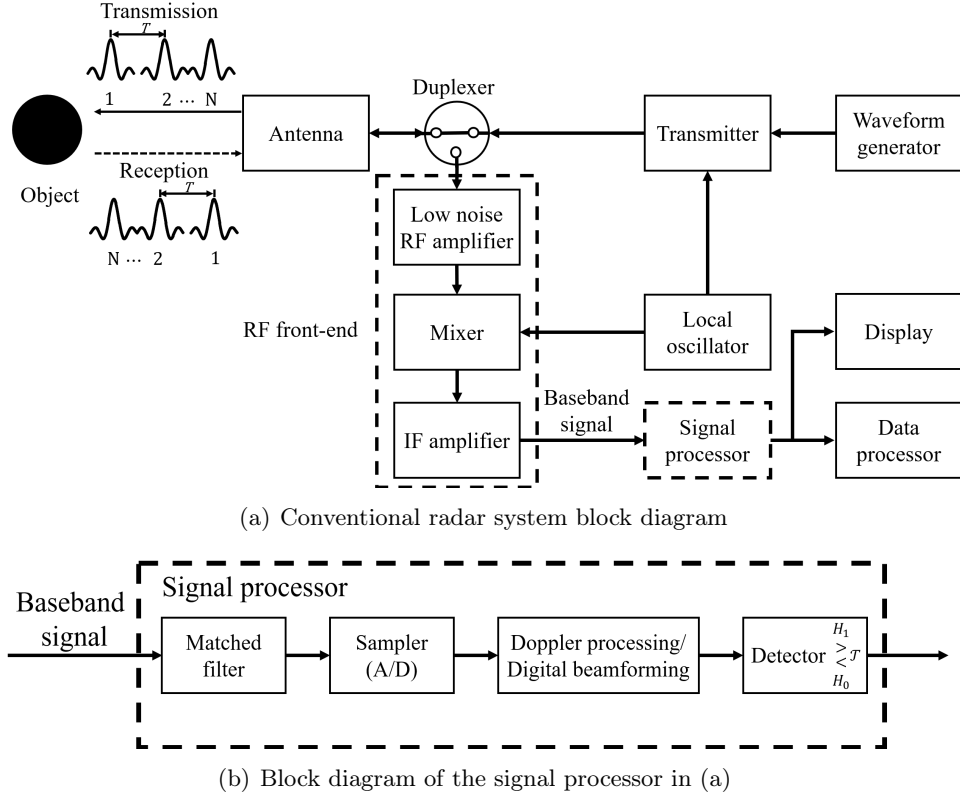 Transmission
T
1 2 ⋯ N
Object
Reception
T
N ⋯ 2 1
Antenna
Duplexer
Transmitter
Waveform
generator
Low noise
RF amplifier
RF front-end
Mixer
Local
oscillator
Display
IF amplifier
Baseband
signal
Signal
processor
Data
processor
(a) Conventional radar system block diagram
Signal processor
Baseband
signal
Matched
filter
Sampler
(A/D)
Doppler processing/
Digital beamforming
Detector
H₁
>
< 𝒯
H₀
(b) Block diagram of the signal processor in (a)